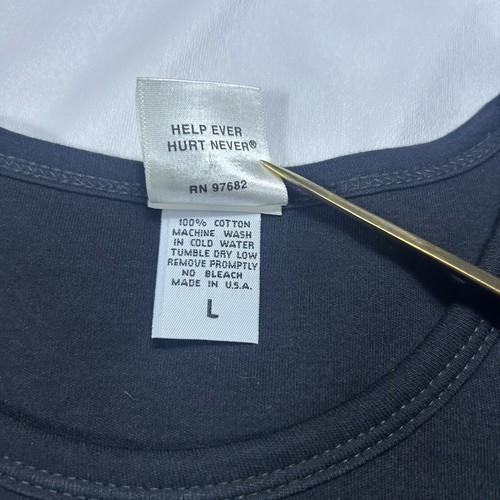 HELP EVER
HURT NEVER®
RN 97682
100% COTTON
MACHINE WASH
IN COLD WATER
TUMBLE DRY LOW
REMOVE PROMPTLY
NO BLEACH
MADE IN U.S.A.
L